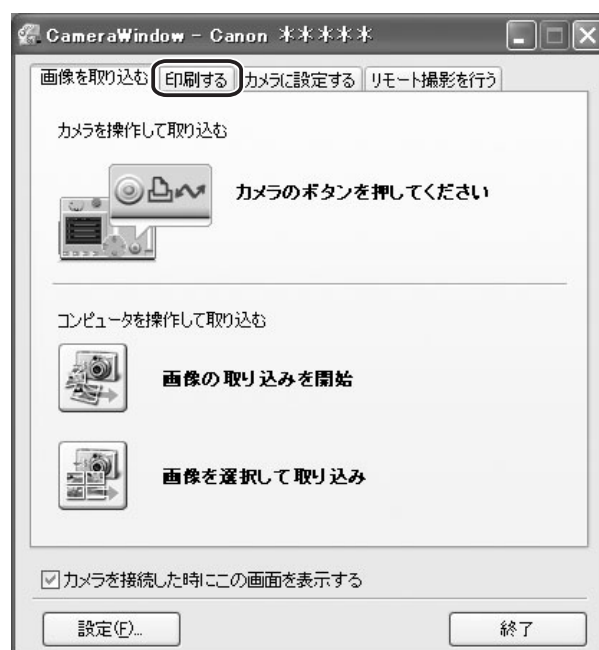 CameraWindow - Canon *****
画像を取り込む 印刷する カメラに設定する リモート撮影を行う
カメラを操作して取り込む
カメラのボタンを押してください
コンピュータを操作して取り込む
画像の取り込みを開始
画像を選択して取り込み
カメラを接続した時にこの画面を表示する
設定(F)... 終了